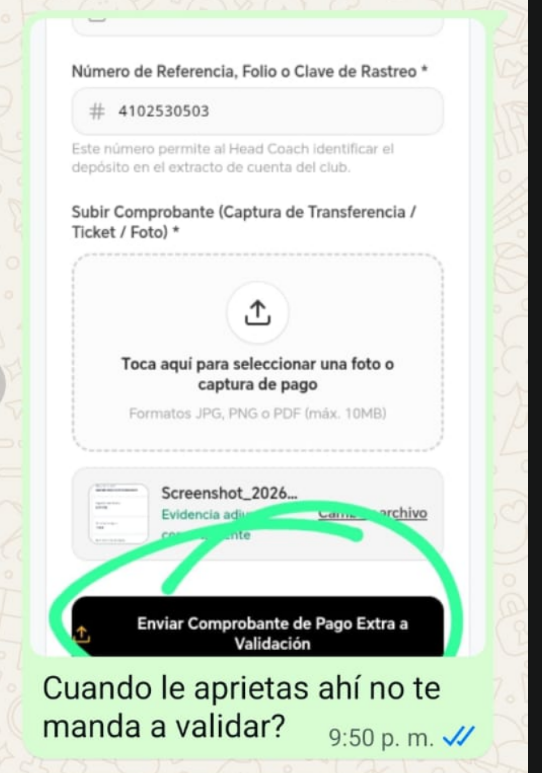 Número de Referencia, Folio o Clave de Rastreo *
# 4102530503
Este número permite al Head Coach identificar el
depósito en el extracto de cuenta del club.
Subir Comprobante (Captura de Transferencia /
Ticket / Foto) *
Toca aquí para seleccionar una foto o
captura de pago
Formatos JPG, PNG o PDF (máx. 10MB)
Screenshot_2026...
Evidencia
archivo
Enviar Comprobante de Pago Extra a
Validación
Cuando le aprietas ahí no te
manda a validar?
9:50 p. m.